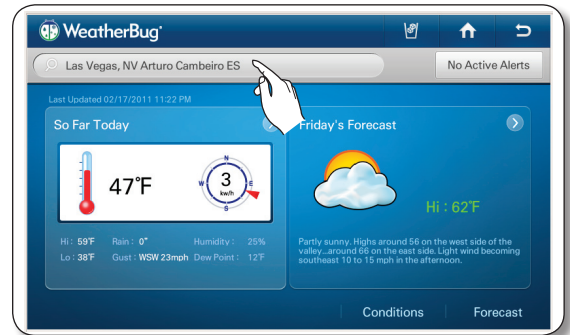 WeatherBug®
Las Vegas, NV Arturo Cambeiro ES
No Active Alerts
Last Updated 02/17/2011 11:22 PM
So Far Today
47°F
N
W
E
S
3
kw/h
Hi : 59°F Rain : 0" Humidity : 25%
Lo : 38°F Gust : WSW 23mph Dew Point : 12°F
Friday's Forecast
Hi : 62°F
Partly sunny. Highs around 56 on the west side of the
valley...around 66 on the east side. Light wind becoming
southeast 10 to 15 mph in the afternoon.
Conditions
Forecast